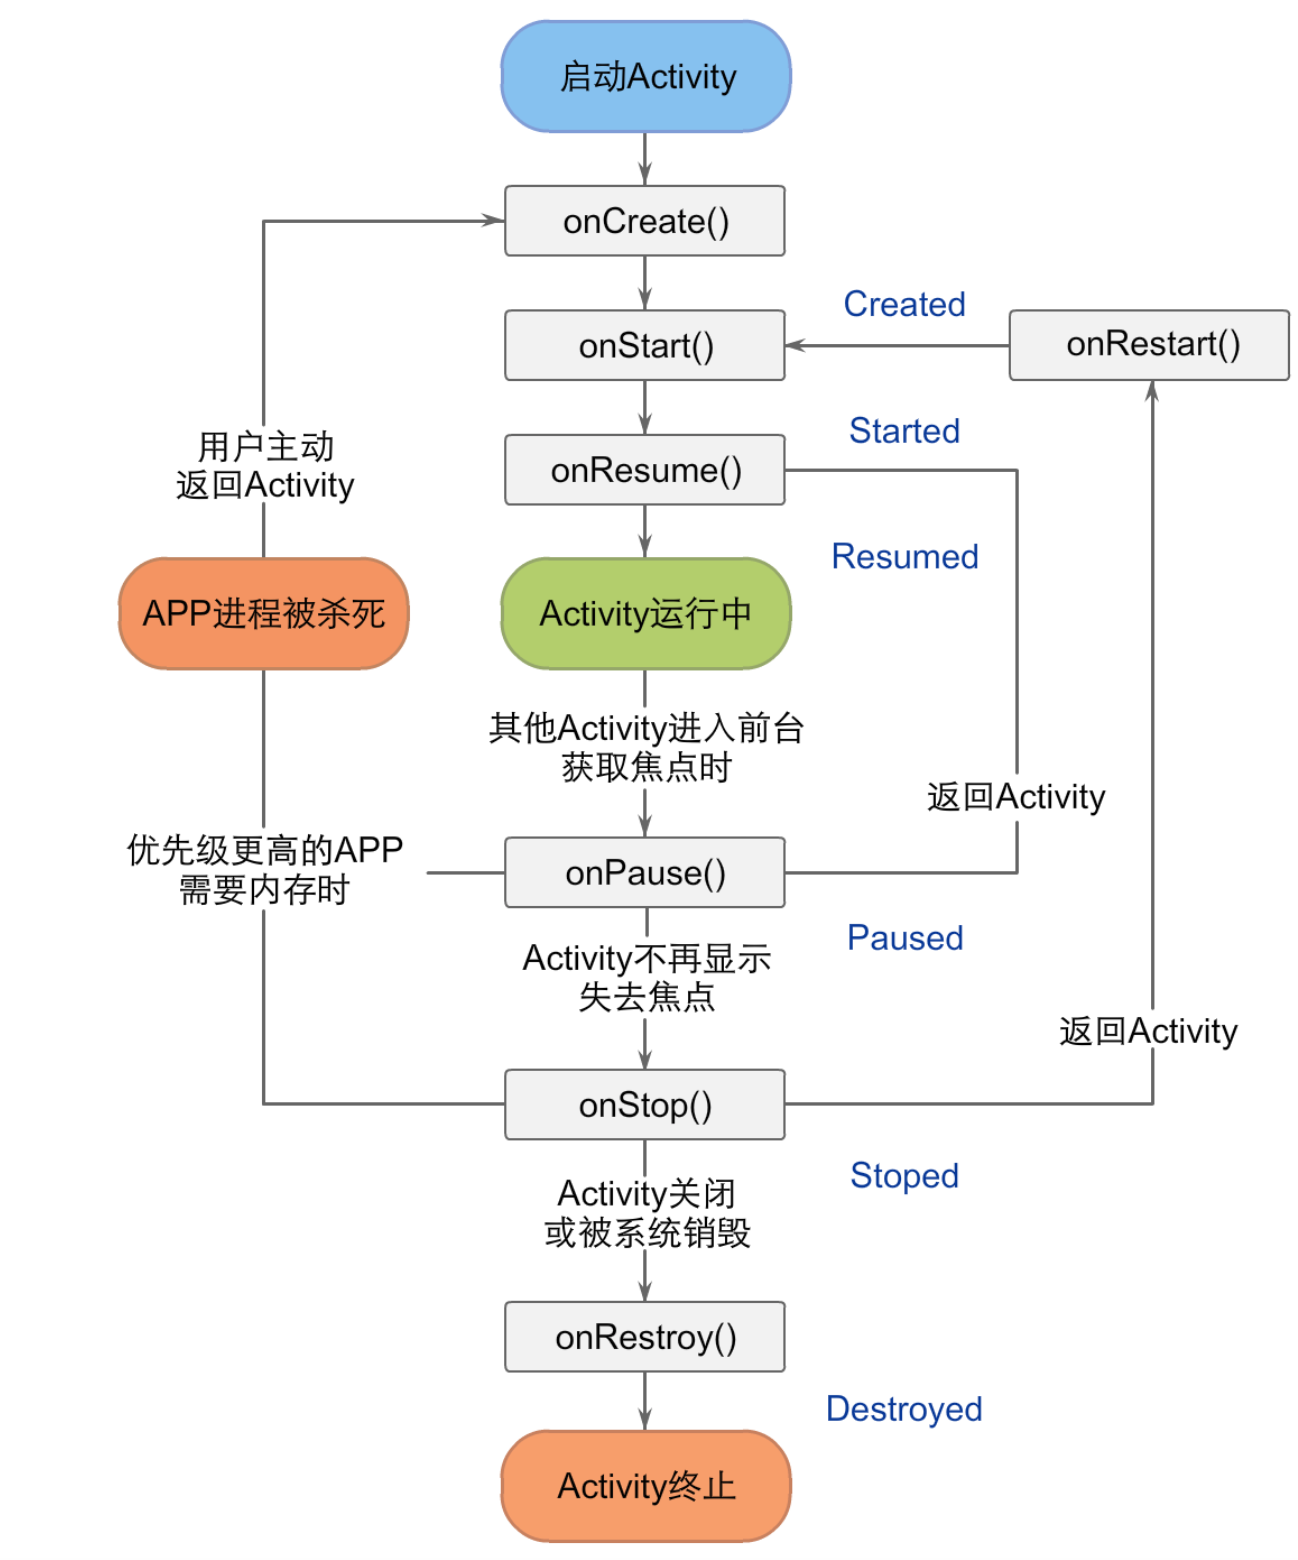 启动Activity
onCreate()
Created
onStart()
onRestart()
Started
用户主动
返回Activity
onResume()
Resumed
APP进程被杀死
Activity运行中
其他Activity进入前台
获取焦点时
返回Activity
优先级更高的APP
需要内存时
onPause()
Paused
Activity不再显示
失去焦点
返回Activity
onStop()
Stoped
Activity关闭
或被系统销毁
onRestroy()
Destroyed
Activity终止